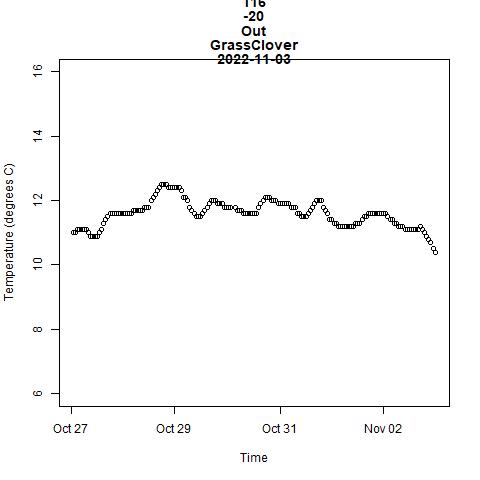 T16
-20
Out
GrassClover
2022-11-03
Temperature (degrees C)
16
14
12
10
8
6
Oct 27 Oct 29 Oct 31 Nov 02
Time